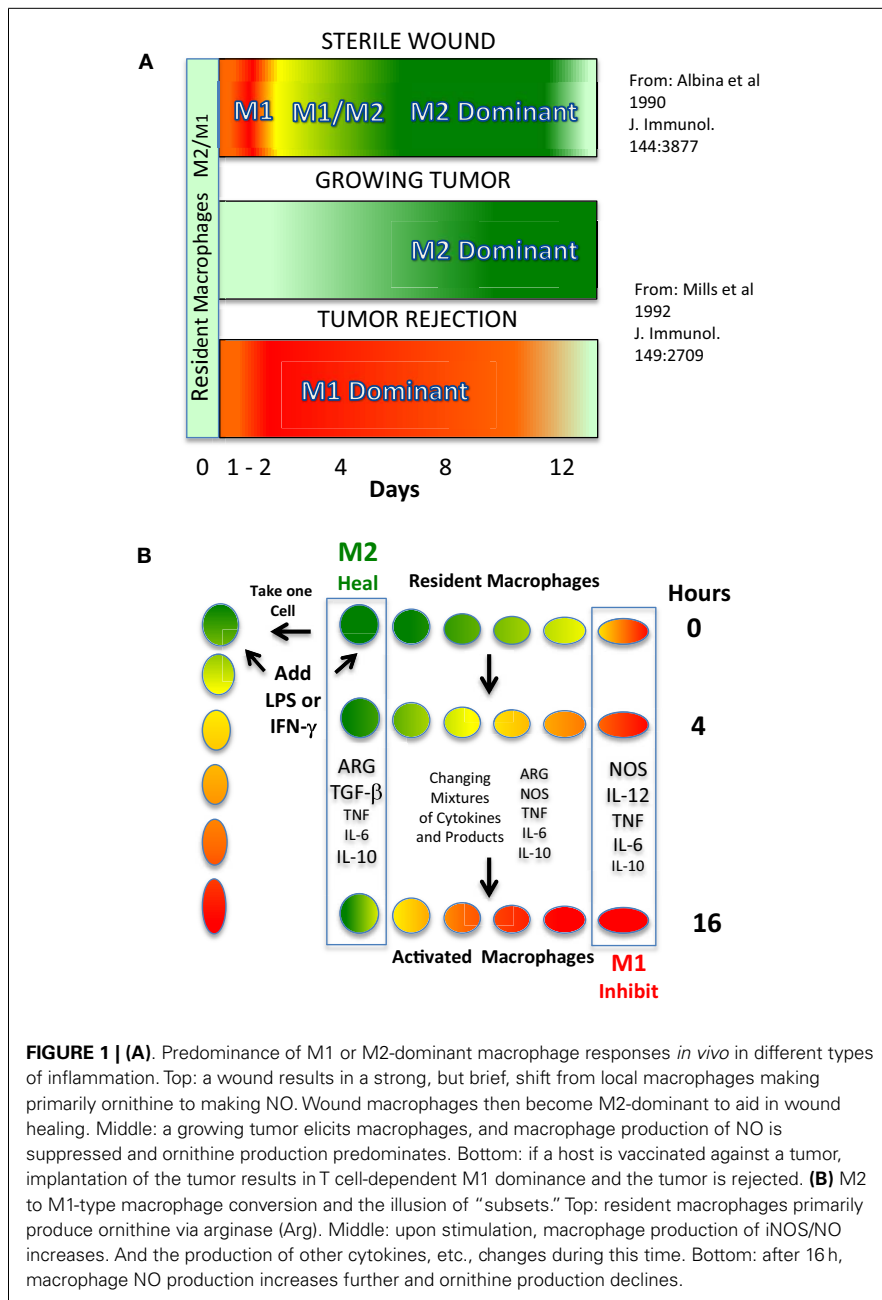 A
STERILE WOUND
Resident Macrophages M2/M1
M1 M1/M2 M2 Dominant
From: Albina et al
1990
J. Immunol.
144:3877
GROWING TUMOR
M2 Dominant
From: Mills et al
1992
J. Immunol.
149:2709
TUMOR REJECTION
M1 Dominant
0 1 - 2 4 8 12
Days
B
M2
Heal
Resident Macrophages
Hours
Take one
Cell
0
Add
LPS or
IFN-γ
4
ARG
TGF-β
TNF
IL-6
IL-10
Changing
Mixtures
of Cytokines
and Products
ARG
NOS
TNF
IL-6
IL-10
NOS
IL-12
TNF
IL-6
IL-10
16
Activated Macrophages
M1
Inhibit
FIGURE 1 | (A). Predominance of M1 or M2-dominant macrophage responses in vivo in different types
of inflammation. Top: a wound results in a strong, but brief, shift from local macrophages making
primarily ornithine to making NO. Wound macrophages then become M2-dominant to aid in wound
healing. Middle: a growing tumor elicits macrophages, and macrophage production of NO is
suppressed and ornithine production predominates. Bottom: if a host is vaccinated against a tumor,
implantation of the tumor results in T cell-dependent M1 dominance and the tumor is rejected. (B) M2
to M1-type macrophage conversion and the illusion of “subsets.” Top: resident macrophages primarily
produce ornithine via arginase (Arg). Middle: upon stimulation, macrophage production of iNOS/NO
increases. And the production of other cytokines, etc., changes during this time. Bottom: after 16 h,
macrophage NO production increases further and ornithine production declines.